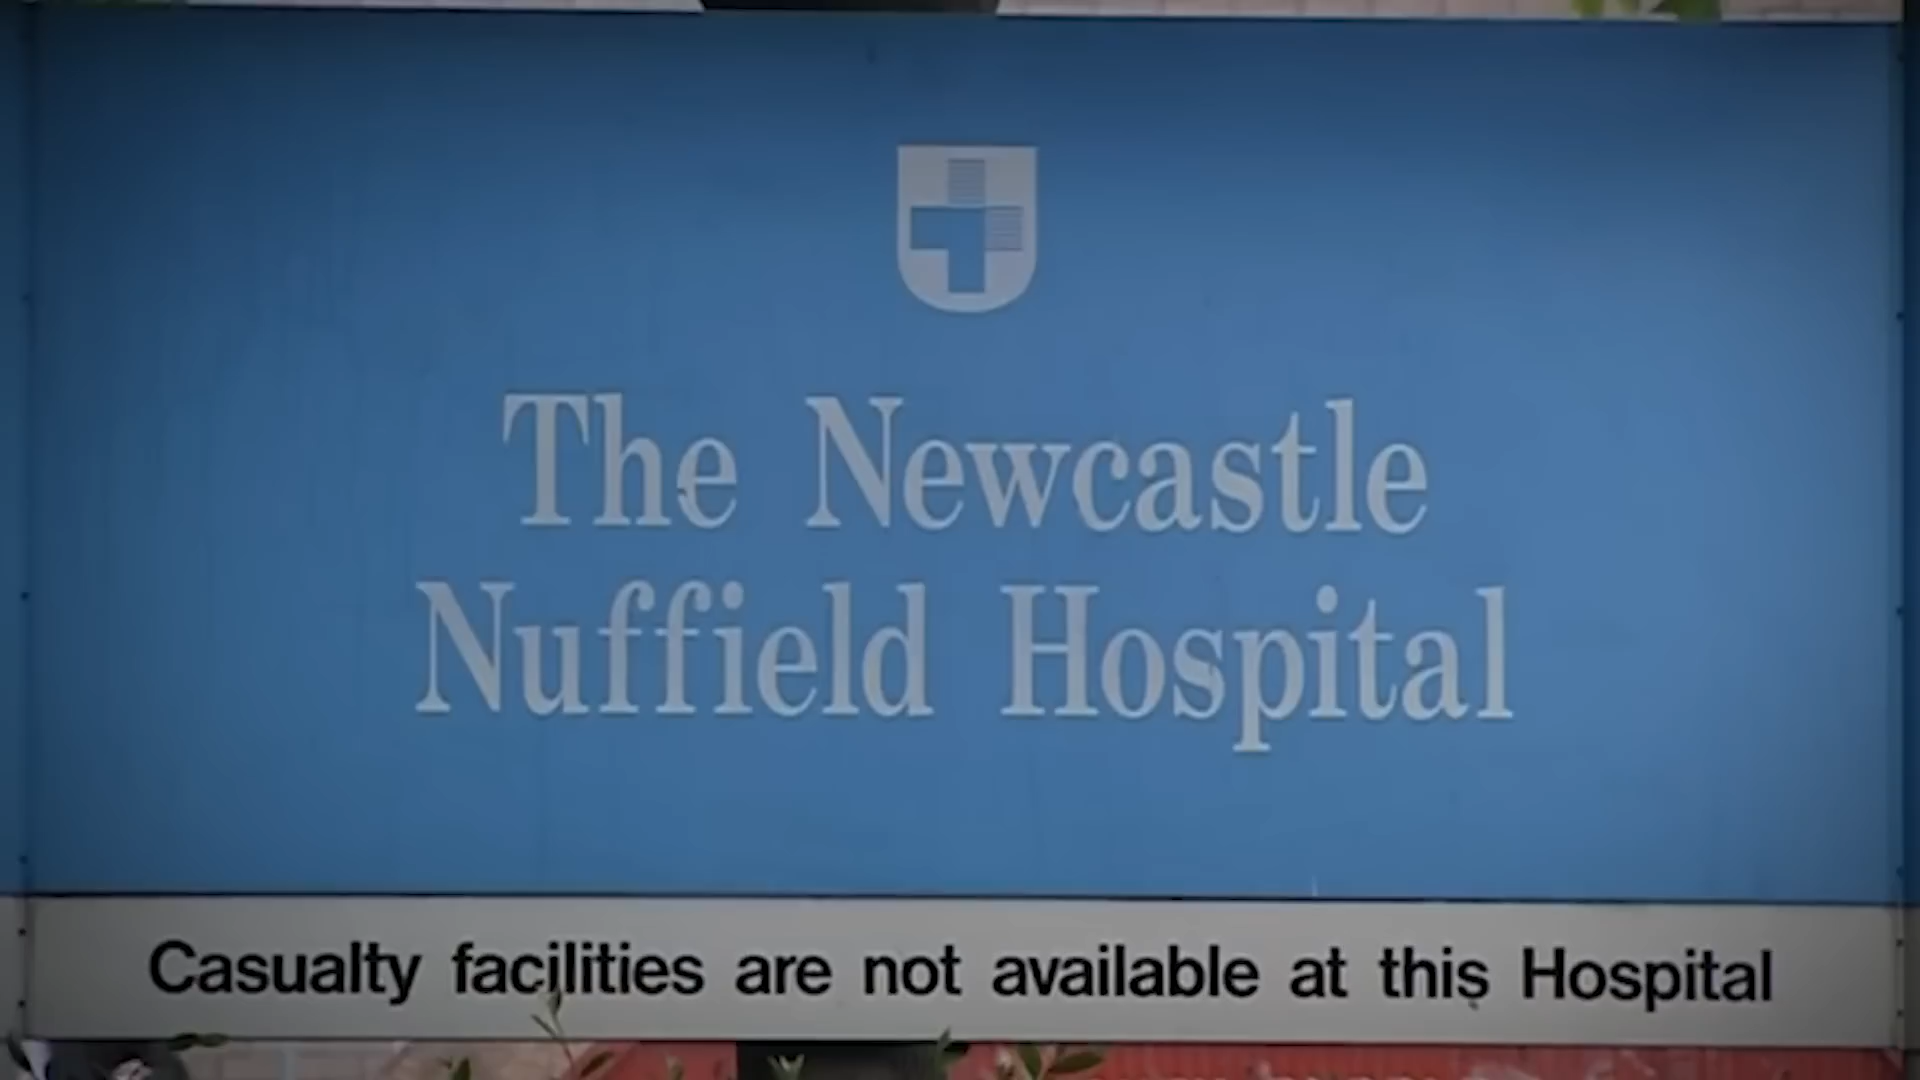 The Newcastle
Nuffield Hospital
Casualty facilities are not available at this Hospital